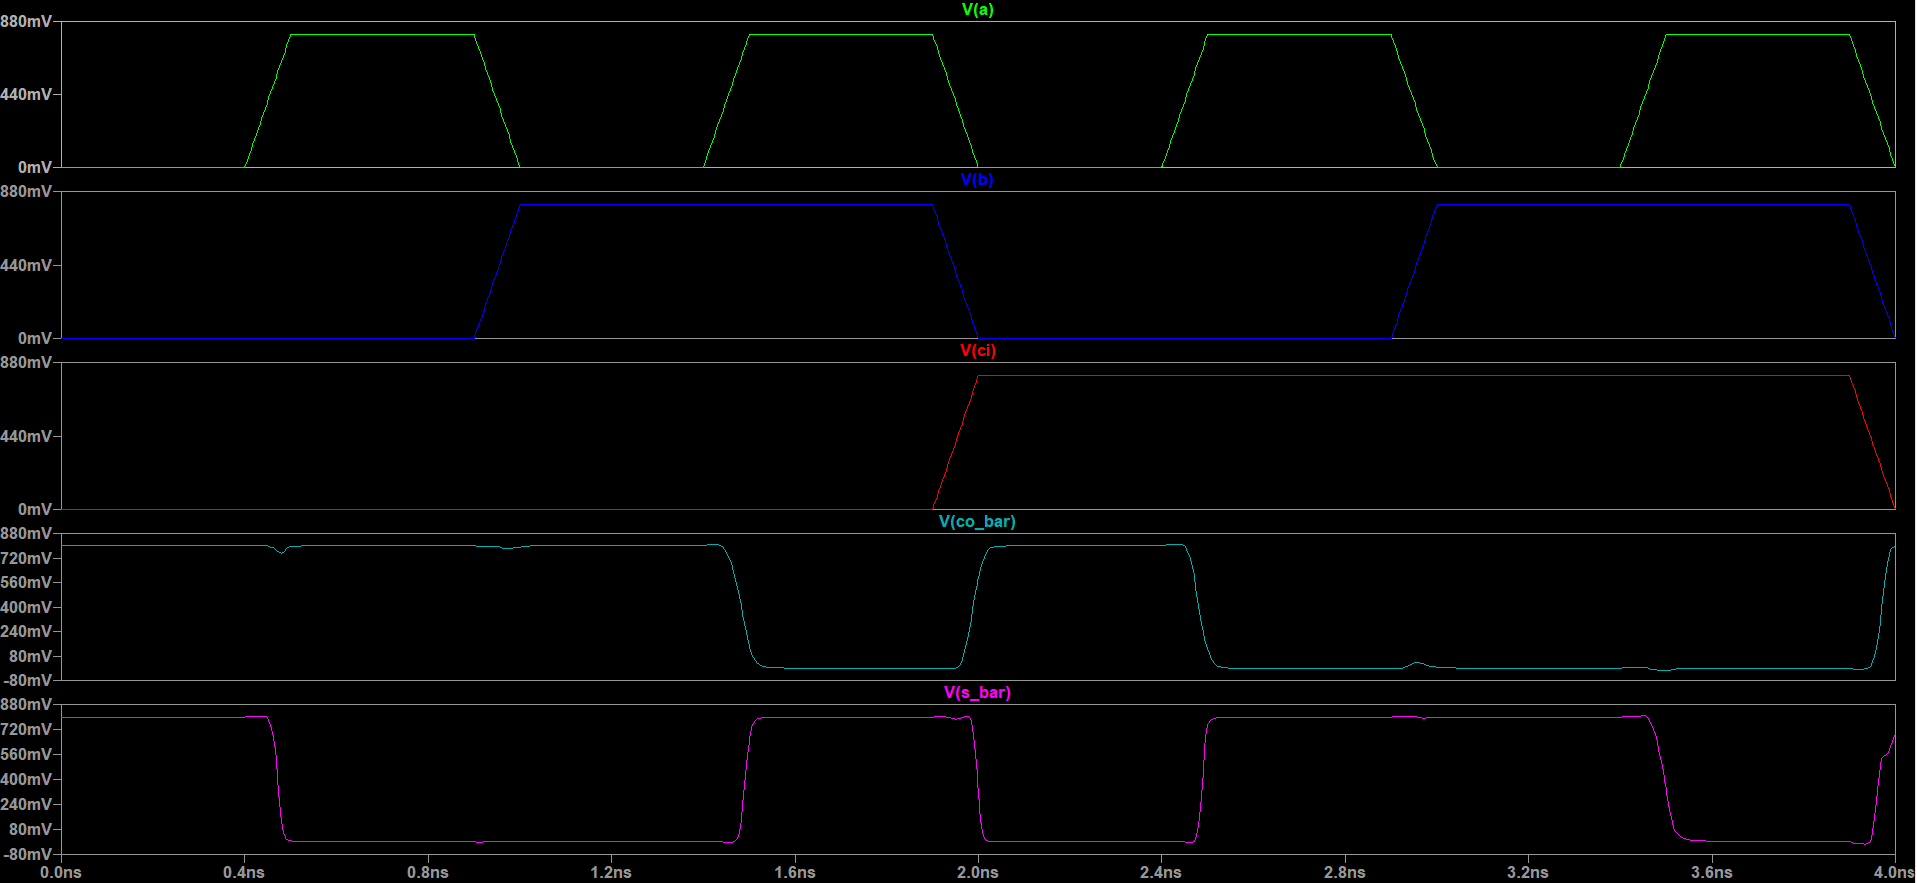 V(a)
880mV
440mV
0mV
V(b)
880mV
440mV
0mV
V(ci)
880mV
440mV
0mV
V(co_bar)
880mV
720mV
560mV
400mV
240mV
80mV
-80mV
V(s_bar)
880mV
720mV
560mV
400mV
240mV
80mV
-80mV
0.0ns 0.4ns 0.8ns 1.2ns 1.6ns 2.0ns 2.4ns 2.8ns 3.2ns 3.6ns 4.0ns